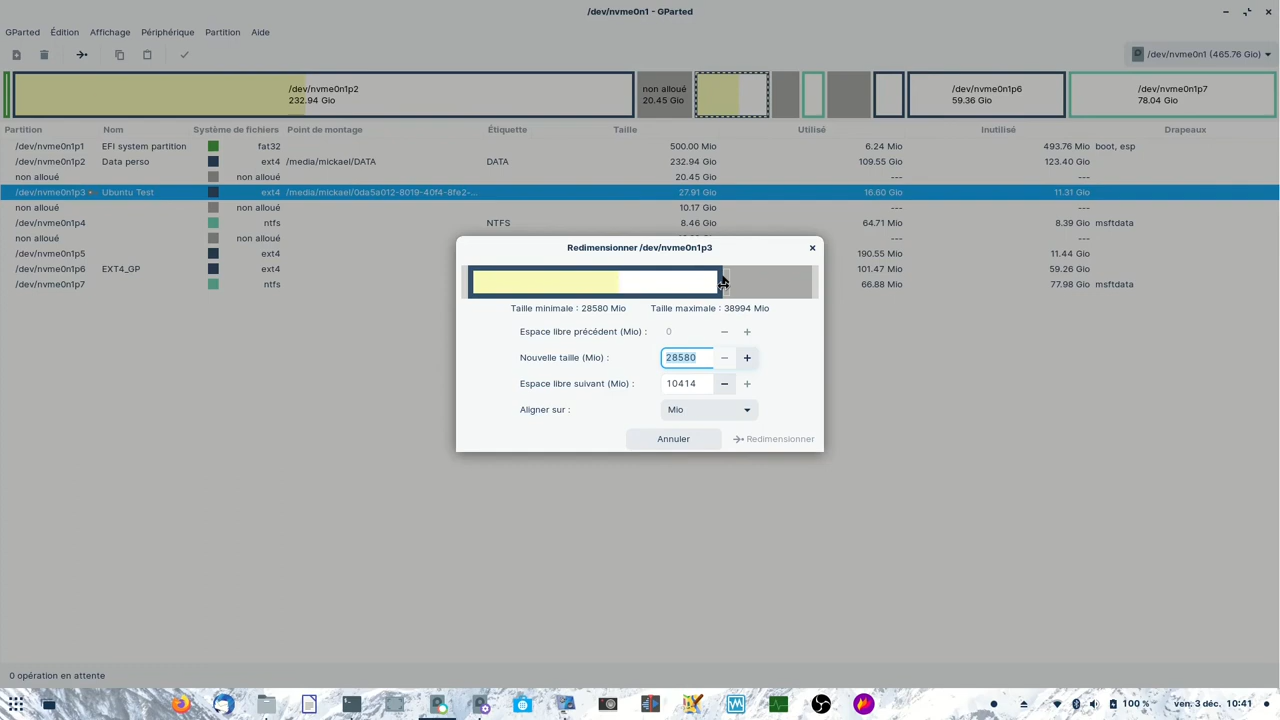 /dev/nvme0n1 - GParted
GParted Édition Affichage Périphérique Partition Aide
/dev/nvme0n1 (465.76 Gio)
/dev/nvme0n1p2
232.94 Gio
non alloué
20.45 Gio
/dev/nvme0n1p6
59.36 Gio
/dev/nvme0n1p7
78.04 Gio
Partition Nom Système de fichiers Point de montage Étiquette Taille Utilisé Inutilisé Drapeaux
/dev/nvme0n1p1 EFI system partition fat32 500.00 Mio 6.24 Mio 493.76 Mio boot, esp
/dev/nvme0n1p2 Data perso ext4 /media/mickael/DATA DATA 232.94 Gio 109.55 Gio 123.40 Gio
non alloué non alloué 20.45 Gio --- ---
/dev/nvme0n1p3 Ubuntu Test ext4 /media/mickael/0da5a012-8019-40f4-8fe2-... 27.91 Gio 16.60 Gio 11.31 Gio
non alloué non alloué 10.17 Gio --- ---
/dev/nvme0n1p4 ntfs NTFS 8.46 Gio 64.71 Mio 8.39 Gio msftdata
non alloué non alloué --- ---
/dev/nvme0n1p5 ext4 190.55 Mio 11.44 Gio
/dev/nvme0n1p6 EXT4_GP ext4 101.47 Mio 59.26 Gio
/dev/nvme0n1p7 ntfs 66.88 Mio 77.98 Gio msftdata
Redimensionner /dev/nvme0n1p3
Taille minimale : 28580 Mio Taille maximale : 38994 Mio
Espace libre précédent (Mio) : 0
Nouvelle taille (Mio) : 28580
Espace libre suivant (Mio) : 10414
Aligner sur : Mio
Annuler Redimensionner
0 opération en attente
100 % ven. 3 déc. 10:41